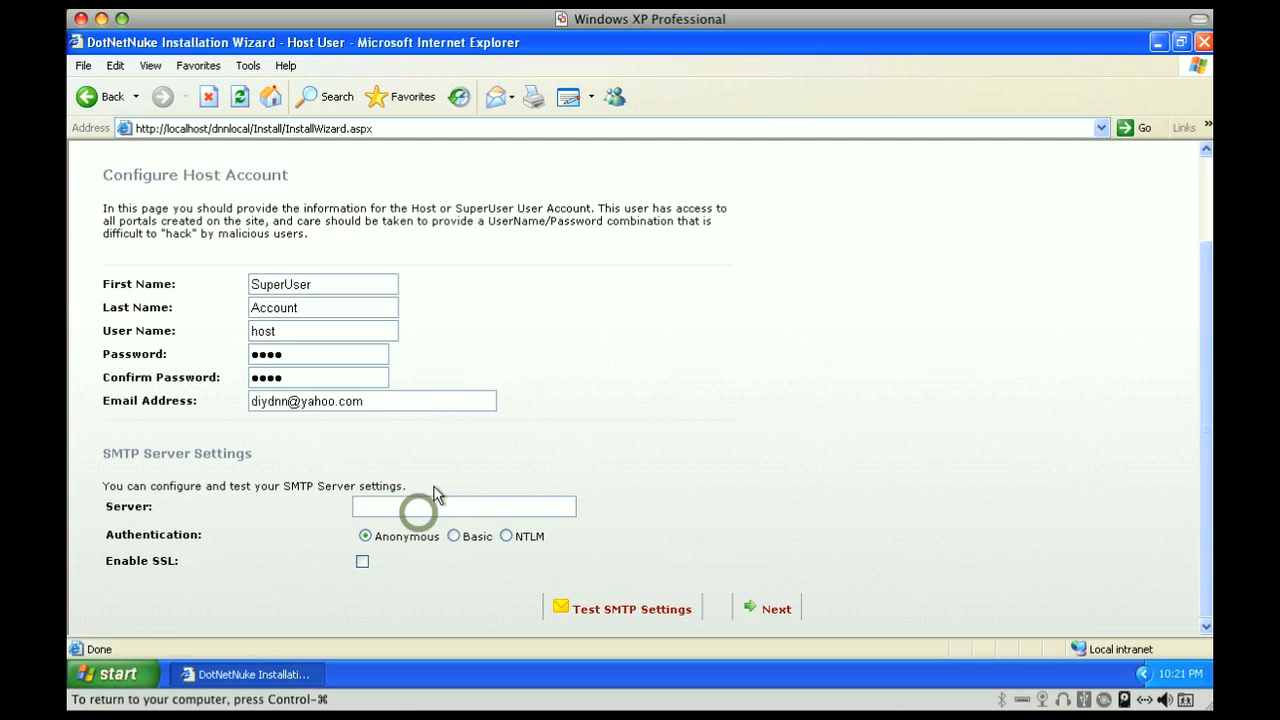 Windows XP Professional
DotNetNuke Installation Wizard - Host User - Microsoft Internet Explorer
File Edit View Favorites Tools Help
Back Search Favorites
Address http://localhost/dnnlocal/Install/InstallWizard.aspx Go Links »
Configure Host Account
In this page you should provide the information for the Host or SuperUser User Account. This user has access to
all portals created on the site, and care should be taken to provide a UserName/Password combination that is
difficult to "hack" by malicious users.
First Name: SuperUser
Last Name: Account
User Name: host
Password: ●●●●
Confirm Password: ●●●●
Email Address: diydnn@yahoo.com
SMTP Server Settings
You can configure and test your SMTP Server settings.
Server:
Authentication: Anonymous Basic NTLM
Enable SSL:
Test SMTP Settings Next
Done Local intranet
start DotNetNuke Installati... 10:21 PM
To return to your computer, press Control-⌘